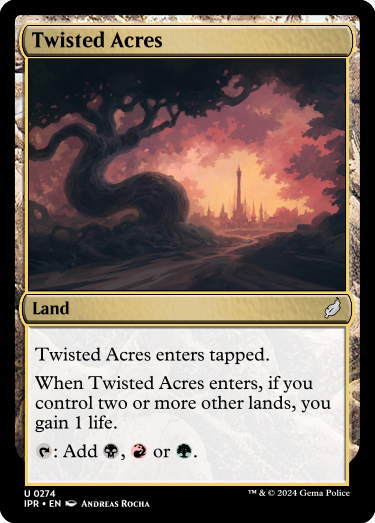 Twisted Acres
Land
Twisted Acres enters tapped.
When Twisted Acres enters, if you
control two or more other lands, you
gain 1 life.
: Add , or .
U 0274
IPR • EN Andreas Rocha
™ & © 2024 Gema Police